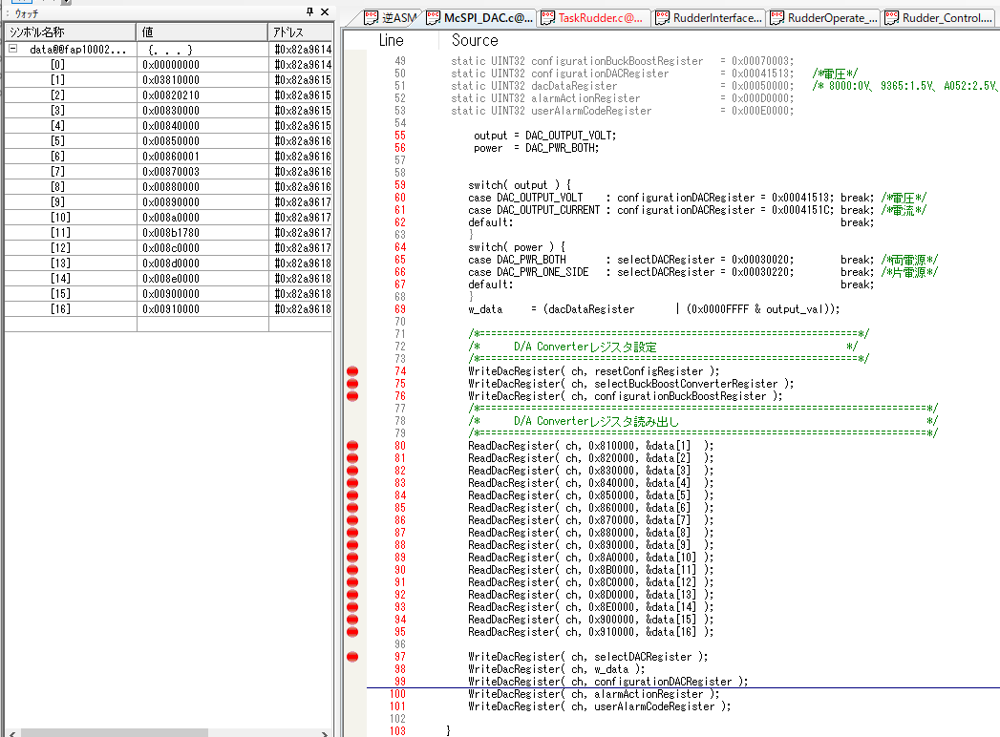 ウォッチ
シンボル名称 値 アドレス
data@@fap10002... {. . . } #0x82a9614
[0] 0x00000000 #0x82a9614
[1] 0x03810000 #0x82a9615
[2] 0x00820210 #0x82a9615
[3] 0x00830000 #0x82a9615
[4] 0x00840000 #0x82a9615
[5] 0x00850000 #0x82a9616
[6] 0x00860001 #0x82a9616
[7] 0x00870003 #0x82a9616
[8] 0x00880000 #0x82a9616
[9] 0x00890000 #0x82a9617
[10] 0x008a0000 #0x82a9617
[11] 0x008b1780 #0x82a9617
[12] 0x008c0000 #0x82a9617
[13] 0x008d0000 #0x82a9618
[14] 0x008e0000 #0x82a9618
[15] 0x00900000 #0x82a9618
[16] 0x00910000 #0x82a9618
逆ASM McSPI_DAC.c@... TaskRudder.c@... RudderInterface... RudderOperate_... Rudder_Control....
Line Source
49 static UINT32 configurationBuckBoostRegister = 0x00070003;
50 static UINT32 configurationDACRegister = 0x00041513; /*電圧*/
51 static UINT32 dacDataRegister = 0x00050000; /* 8000:0V、9365:1.5V、A052:2.5V、
52 static UINT32 alarmActionRegister = 0x000D0000;
53 static UINT32 userAlarmCodeRegister = 0x000E0000;
54
55 output = DAC_OUTPUT_VOLT;
56 power = DAC_PWR_BOTH;
57
58
59 switch( output ) {
60 case DAC_OUTPUT_VOLT : configurationDACRegister = 0x00041513; break; /*電圧*/
61 case DAC_OUTPUT_CURRENT : configurationDACRegister = 0x0004151C; break; /*電流*/
62 default: break;
63 }
64 switch( power ) {
65 case DAC_PWR_BOTH : selectDACRegister = 0x00030020; break; /*両電源*/
66 case DAC_PWR_ONE_SIDE : selectDACRegister = 0x00030220; break; /*片電源*/
67 default: break;
68 }
69 w_data = (dacDataRegister | (0x0000FFFF & output_val));
70
71 /*==================================================================*/
72 /* D/A Converterレジスタ設定 */
73 /*==================================================================*/
74 WriteDacRegister( ch, resetConfigRegister );
75 WriteDacRegister( ch, selectBuckBoostConverterRegister );
76 WriteDacRegister( ch, configurationBuckBoostRegister );
77 /*==============================================================================*/
78 /* D/A Converterレジスタ読み出し */
79 /*==============================================================================*/
80 ReadDacRegister( ch, 0x810000, &data[1] );
81 ReadDacRegister( ch, 0x820000, &data[2] );
82 ReadDacRegister( ch, 0x830000, &data[3] );
83 ReadDacRegister( ch, 0x840000, &data[4] );
84 ReadDacRegister( ch, 0x850000, &data[5] );
85 ReadDacRegister( ch, 0x860000, &data[6] );
86 ReadDacRegister( ch, 0x870000, &data[7] );
87 ReadDacRegister( ch, 0x880000, &data[8] );
88 ReadDacRegister( ch, 0x890000, &data[9] );
89 ReadDacRegister( ch, 0x8A0000, &data[10] );
90 ReadDacRegister( ch, 0x8B0000, &data[11] );
91 ReadDacRegister( ch, 0x8C0000, &data[12] );
92 ReadDacRegister( ch, 0x8D0000, &data[13] );
93 ReadDacRegister( ch, 0x8E0000, &data[14] );
94 ReadDacRegister( ch, 0x900000, &data[15] );
95 ReadDacRegister( ch, 0x910000, &data[16] );
96
97 WriteDacRegister( ch, selectDACRegister );
98 WriteDacRegister( ch, w_data );
99 WriteDacRegister( ch, configurationDACRegister );
100 WriteDacRegister( ch, alarmActionRegister );
101 WriteDacRegister( ch, userAlarmCodeRegister );
102
103 }